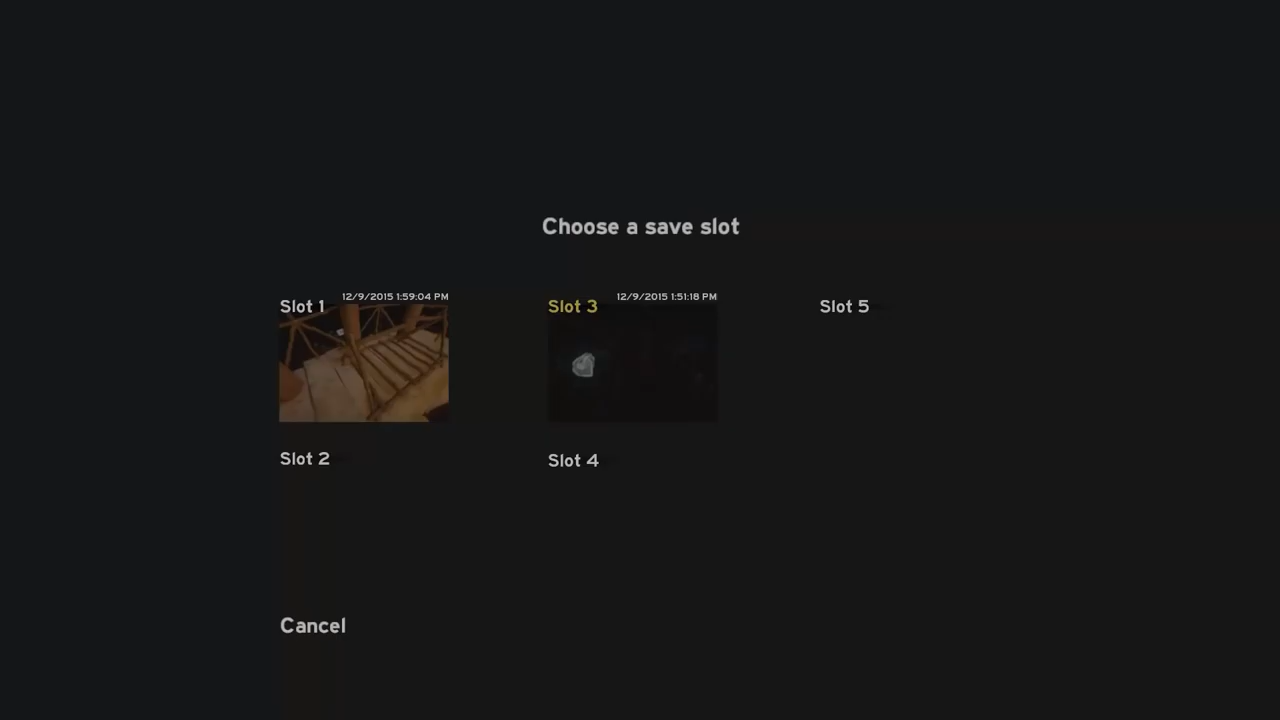 Choose a save slot
Slot 1 12/9/2015 1:59:04 PM
Slot 3 12/9/2015 1:51:18 PM
Slot 5
Slot 2
Slot 4
Cancel